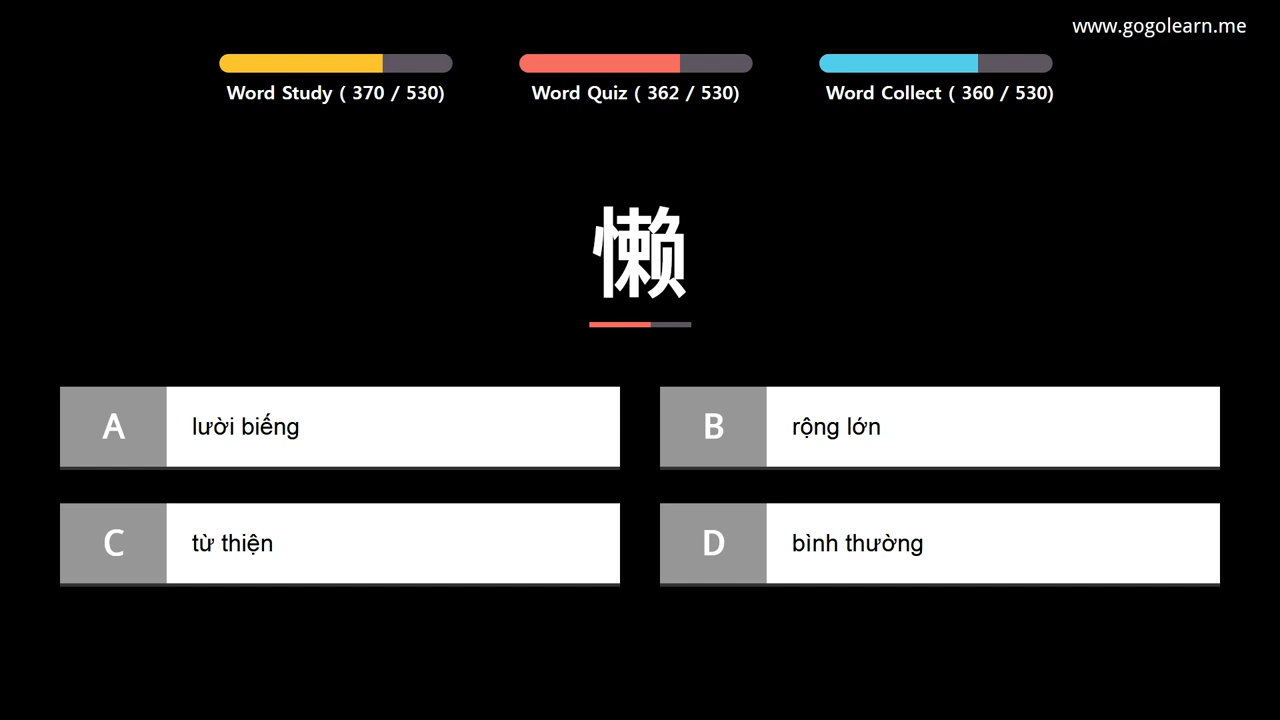 www.gogolearn.me
Word Study ( 370 / 530)
Word Quiz ( 362 / 530)
Word Collect ( 360 / 530)
懒
A lười biếng
B rộng lớn
C từ thiện
D bình thường